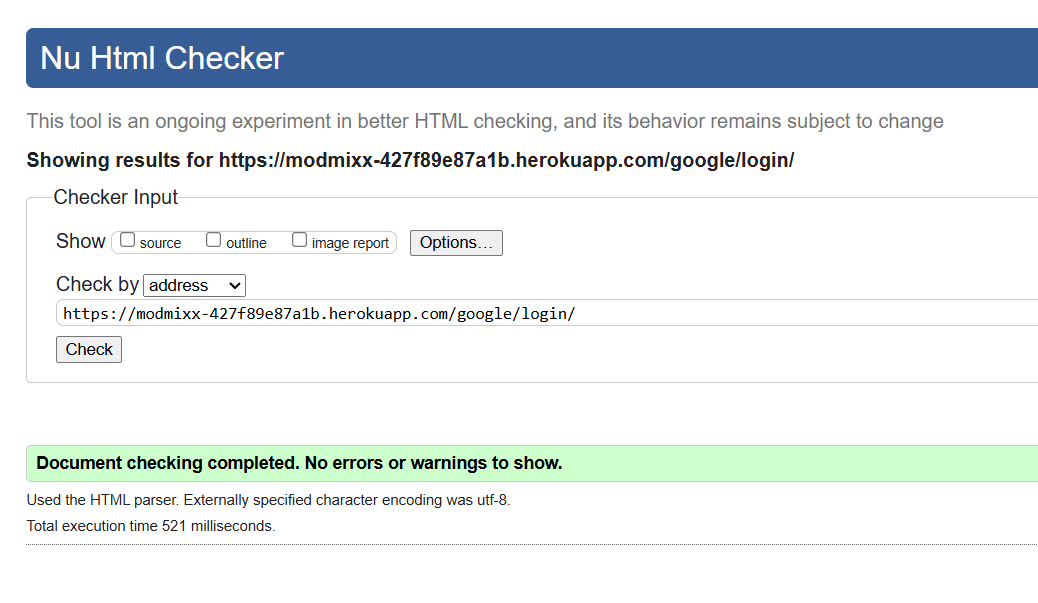 Nu Html Checker
This tool is an ongoing experiment in better HTML checking, and its behavior remains subject to change
Showing results for https://modmixx-427f89e87a1b.herokuapp.com/google/login/
Checker Input
Show source outline image report Options...
Check by address
https://modmixx-427f89e87a1b.herokuapp.com/google/login/
Check
Document checking completed. No errors or warnings to show.
Used the HTML parser. Externally specified character encoding was utf-8.
Total execution time 521 milliseconds.